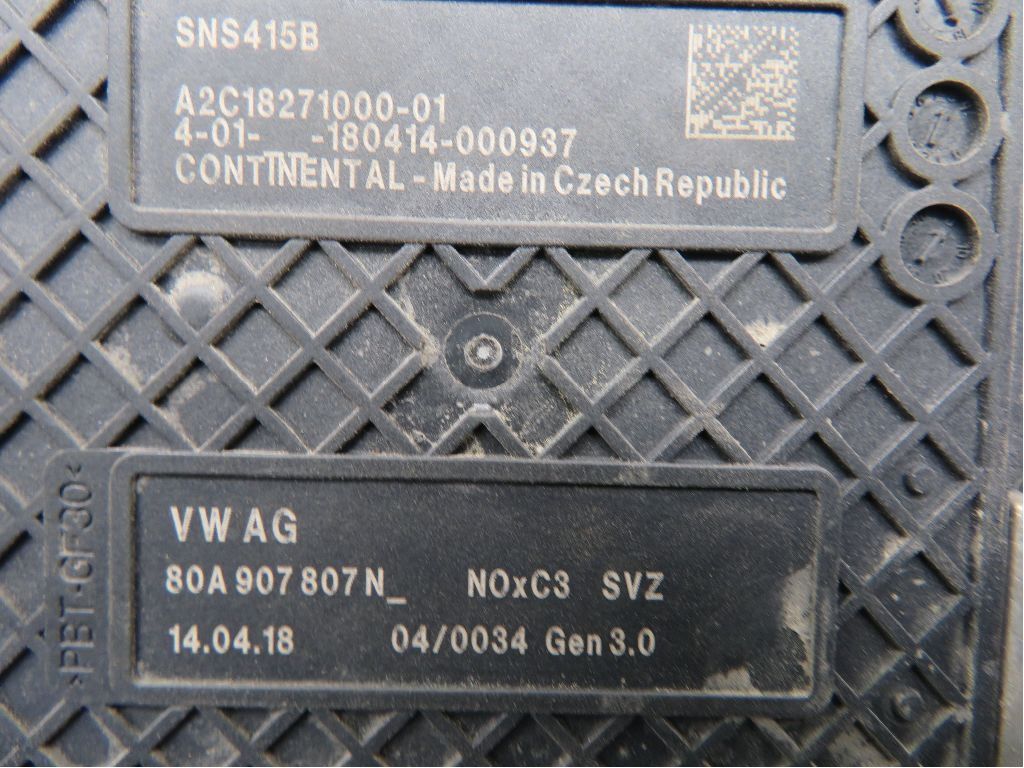 SNS415B
A2C18271000-01
4-01-__-180414-000937
CONTINENTAL - Made in Czech Republic
VW AG
80A 907 807 N_ NOxC3 SVZ
14.04.18 04/0034 Gen 3.0
>PBT-GF30<